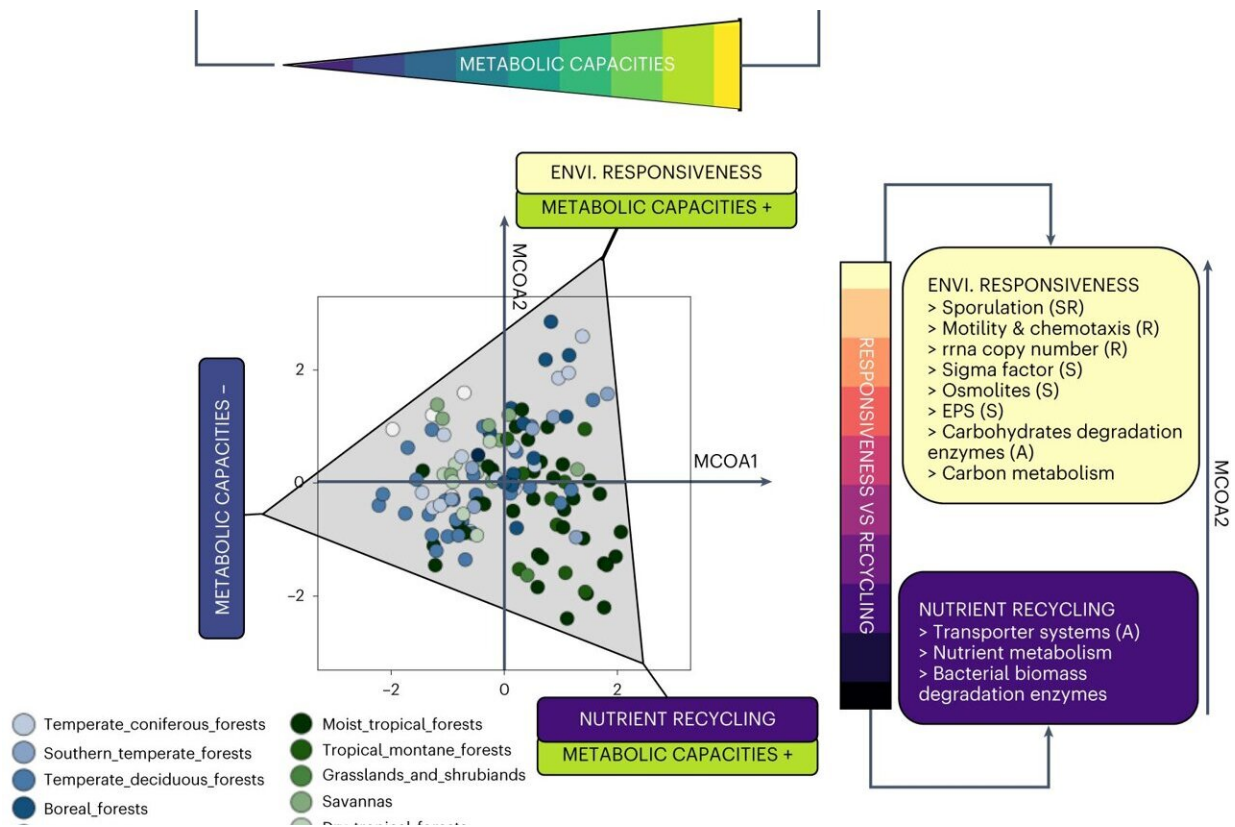 METABOLIC CAPACITIES
ENVI. RESPONSIVENESS
METABOLIC CAPACITIES +
MCOA2
2
0
−2
MCOA1
METABOLIC CAPACITIES −
−2
0
2
NUTRIENT RECYCLING
METABOLIC CAPACITIES +
RESPONSIVENESS VS RECYCLING
ENVI. RESPONSIVENESS
> Sporulation (SR)
> Motility & chemotaxis (R)
> rrna copy number (R)
> Sigma factor (S)
> Osmolites (S)
> EPS (S)
> Carbohydrates degradation
enzymes (A)
> Carbon metabolism
MCOA2
NUTRIENT RECYCLING
> Transporter systems (A)
> Nutrient metabolism
> Bacterial biomass
degradation enzymes
Temperate_coniferous_forests
Southern_temperate_forests
Temperate_deciduous_forests
Boreal_forests
Moist_tropical_forests
Tropical_montane_forests
Grasslands_and_shrubiands
Savannas